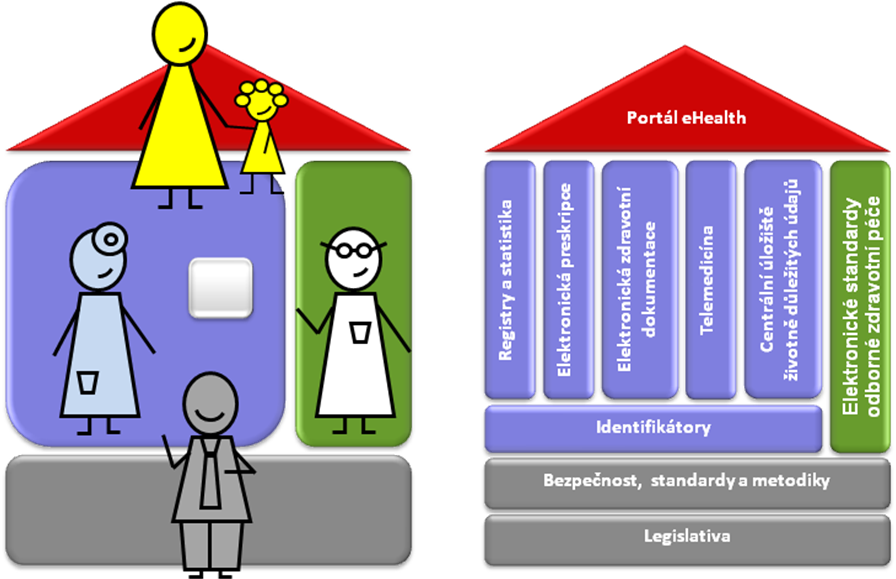 Portál eHealth
Registry a statistika
Elektronická preskripce
Elektronická zdravotní
dokumentace
Telemedicína
Centrální úložiště
životně důležitých údajů
Elektronické standardy
odborné zdravotní péče
Identifikátory
Bezpečnost, standardy a metodiky
Legislativa